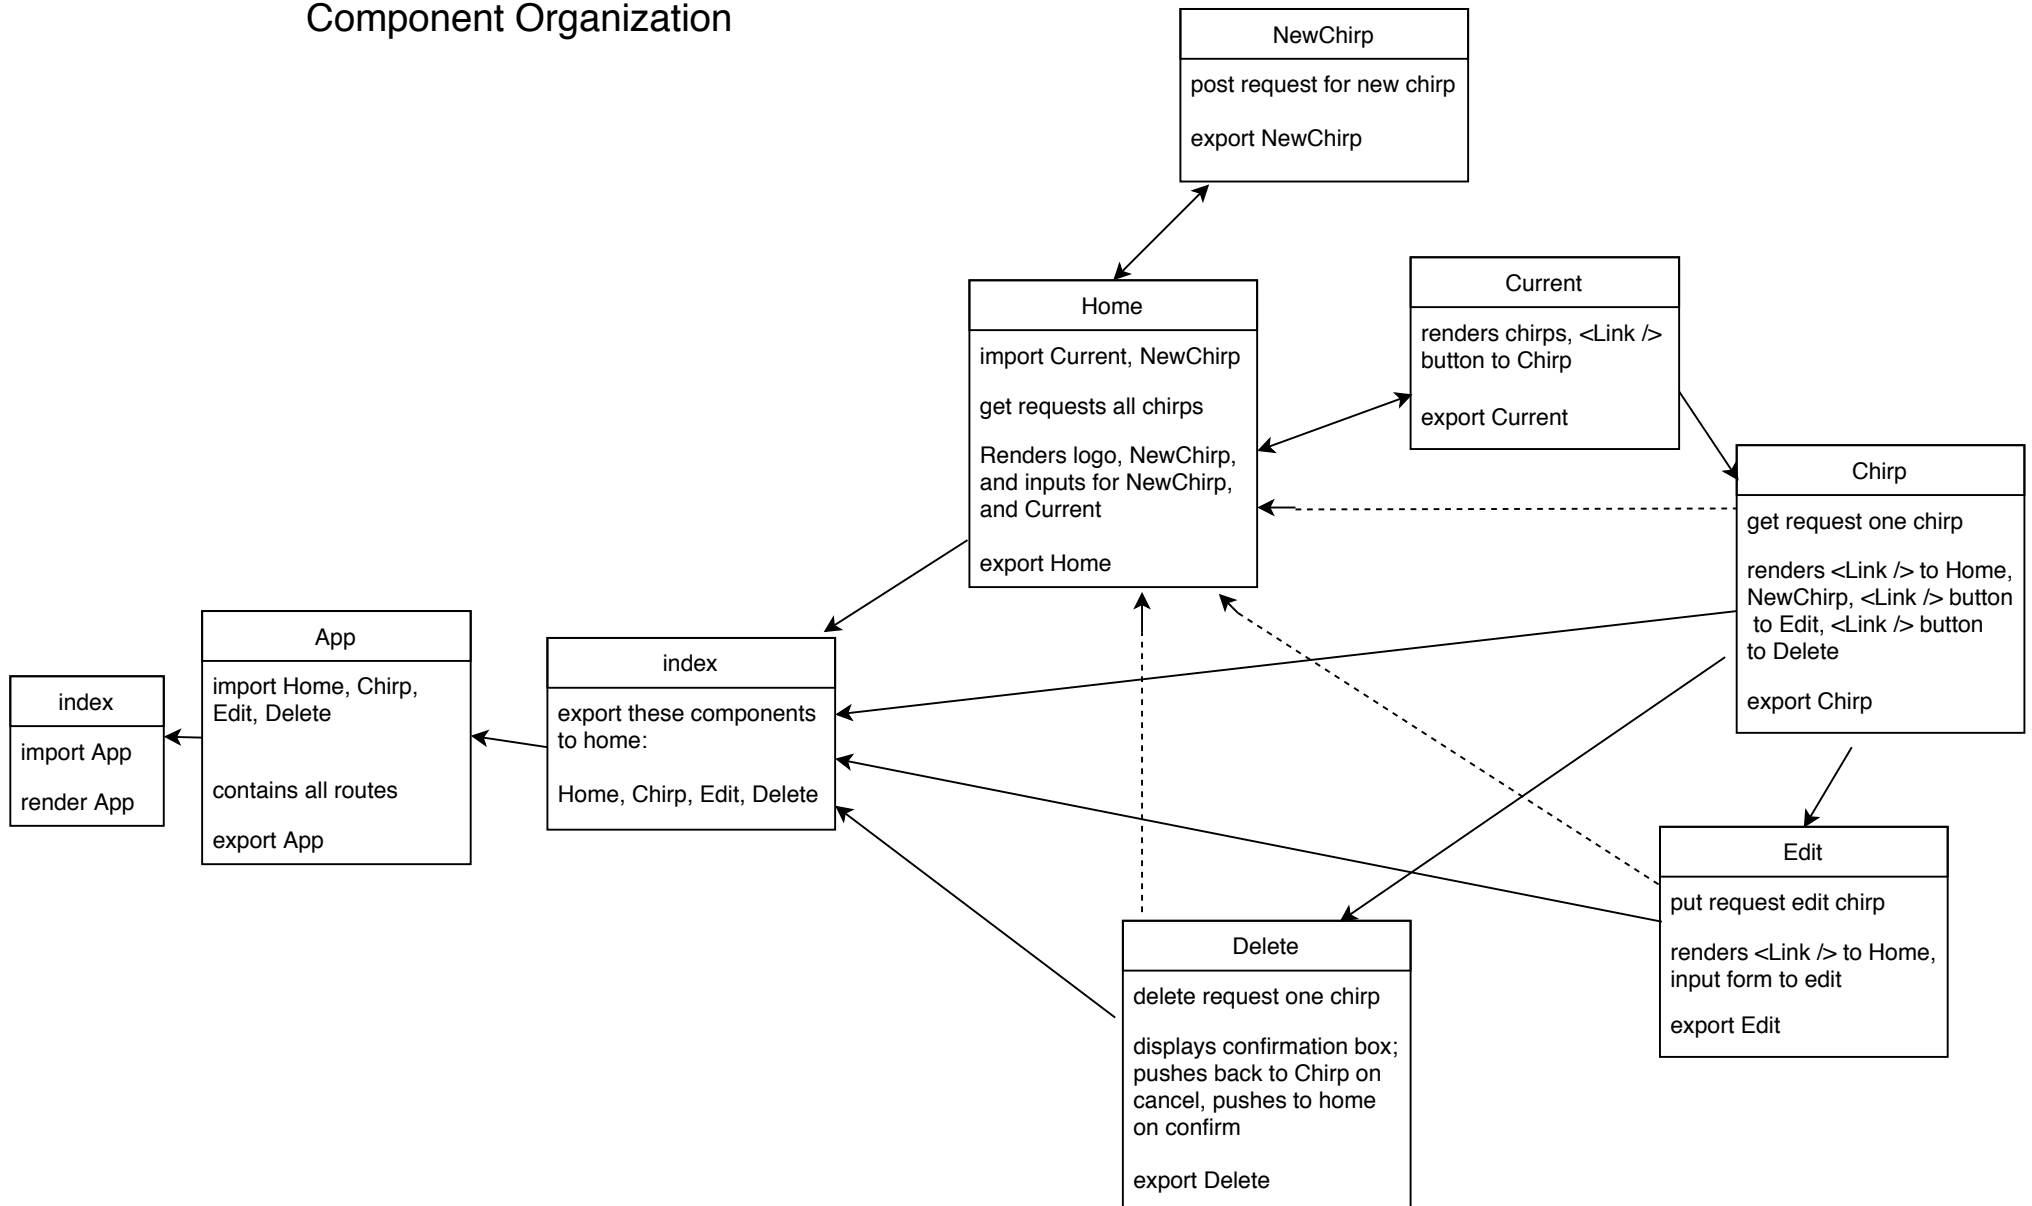 Component Organization
NewChirp
post request for new chirp
export NewChirp
Home
import Current, NewChirp
get requests all chirps
Renders logo, NewChirp,
and inputs for NewChirp,
and Current
export Home
Current
renders chirps, <Link />
button to Chirp
export Current
Chirp
get request one chirp
renders <Link /> to Home,
NewChirp, <Link /> button
to Edit, <Link /> button
to Delete
export Chirp
index
import App
render App
App
import Home, Chirp,
Edit, Delete
contains all routes
export App
index
export these components
to home:
Home, Chirp, Edit, Delete
Delete
delete request one chirp
displays confirmation box;
pushes back to Chirp on
cancel, pushes to home
on confirm
export Delete
Edit
put request edit chirp
renders <Link /> to Home,
input form to edit
export Edit